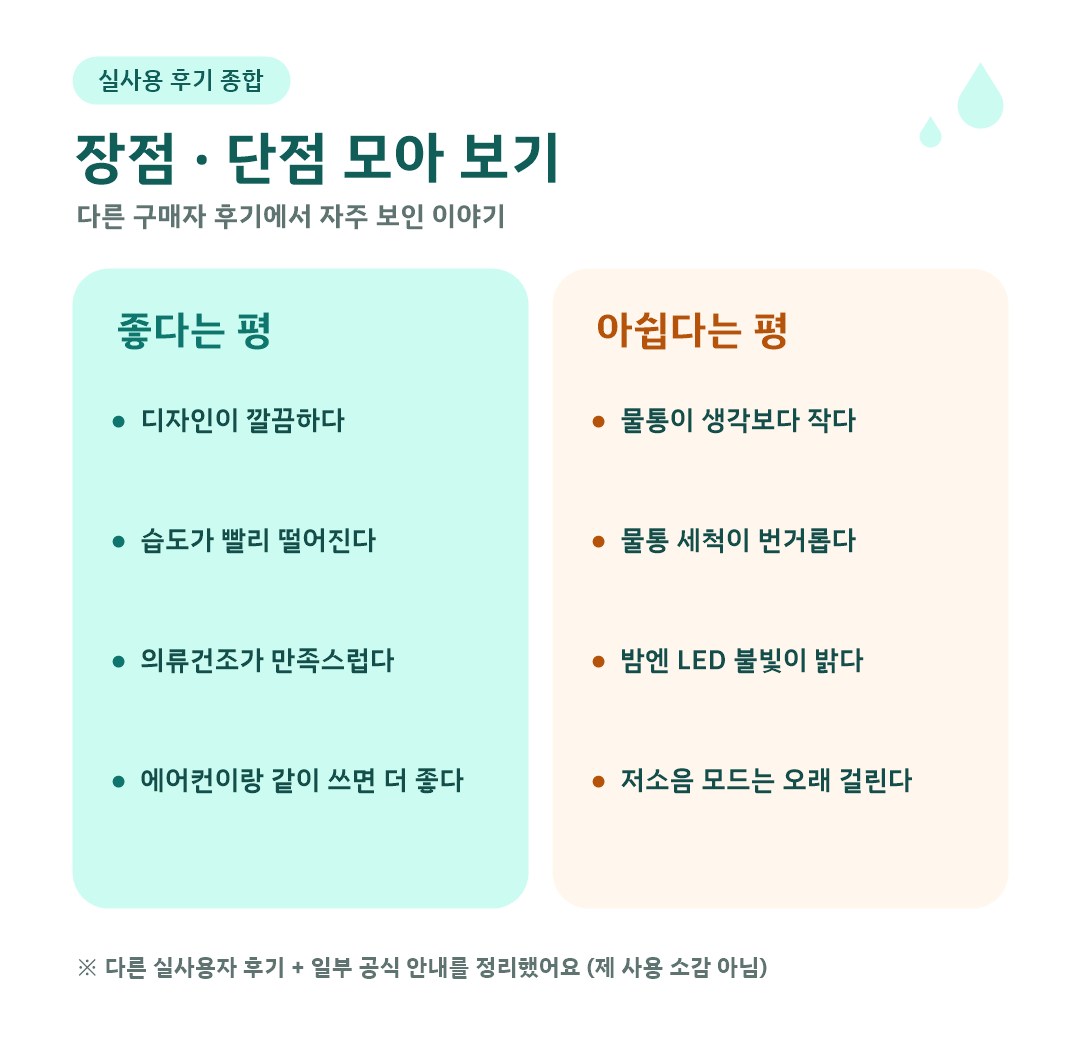 실사용 후기 종합
장점 · 단점 모아 보기
다른 구매자 후기에서 자주 보인 이야기
좋다는 평
• 디자인이 깔끔하다
• 습도가 빨리 떨어진다
• 의류건조가 만족스럽다
• 에어컨이랑 같이 쓰면 더 좋다
아쉽다는 평
• 물통이 생각보다 작다
• 물통 세척이 번거롭다
• 밤엔 LED 불빛이 밝다
• 저소음 모드는 오래 걸린다
※ 다른 실사용자 후기 + 일부 공식 안내를 정리했어요 (제 사용 소감 아님)